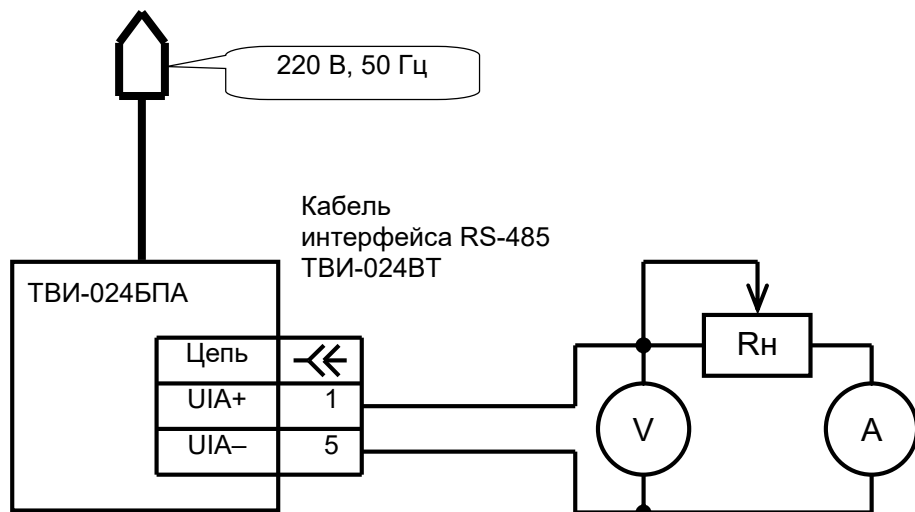 220 В, 50 Гц
Кабель
интерфейса RS-485
ТВИ-024ВТ
ТВИ-024БПА
Цепь
UIA+ 1
UIA– 5
Rн
V
A